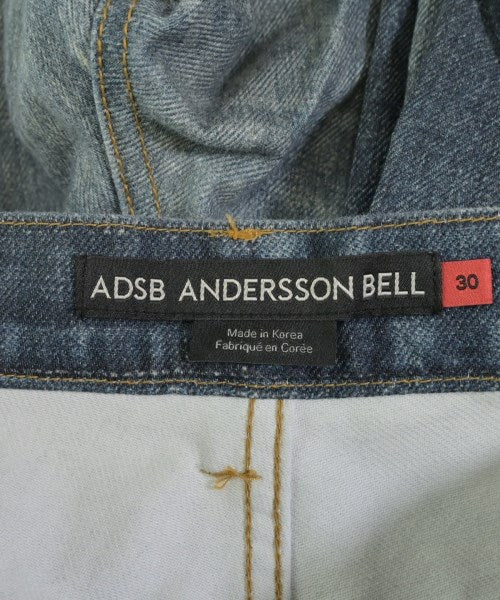 ADSB ANDERSSON BELL
30
Made in Korea
Fabriqué en Corée